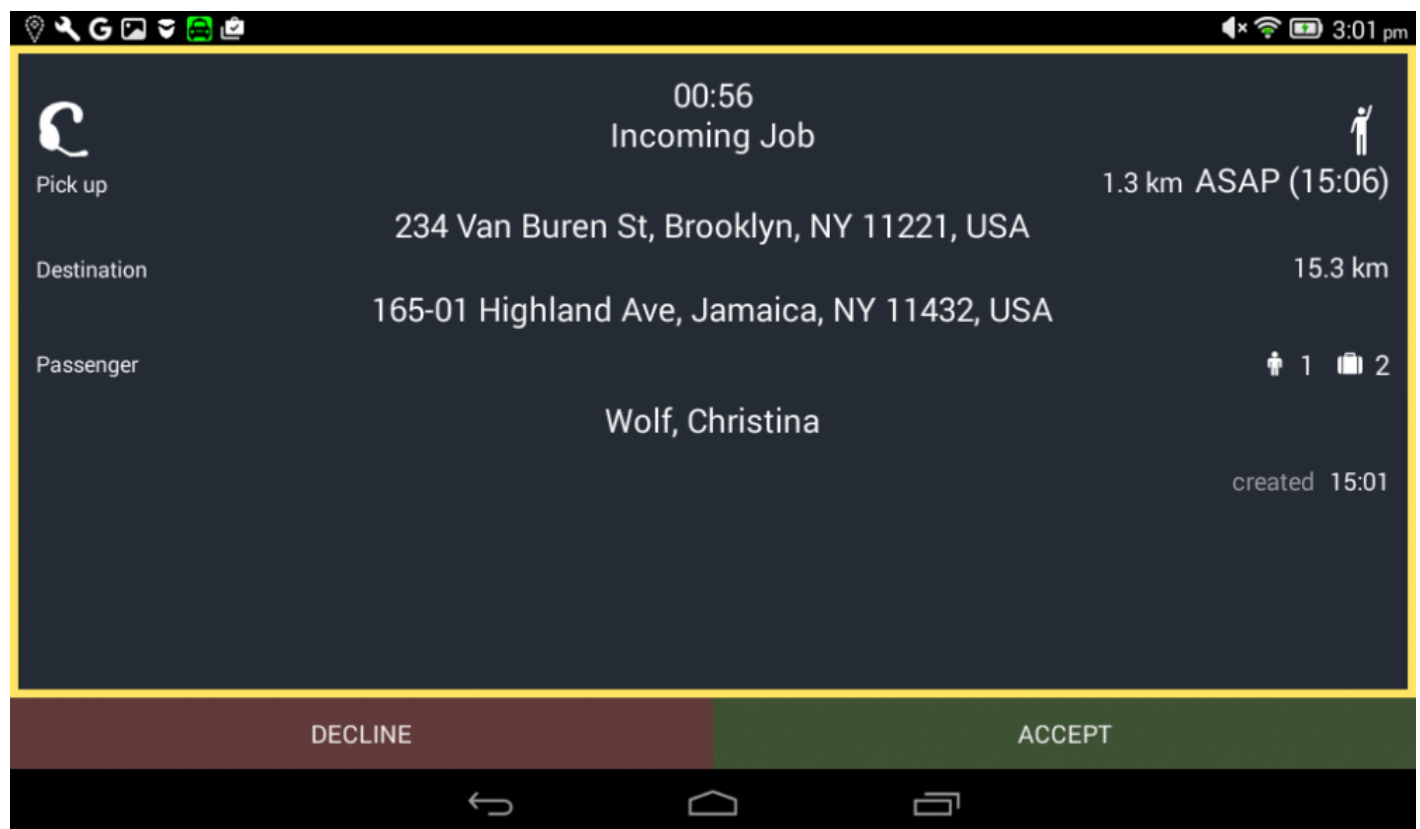 3:01 pm
00:56
Incoming Job
Pick up 1.3 km ASAP (15:06)
234 Van Buren St, Brooklyn, NY 11221, USA
Destination 15.3 km
165-01 Highland Ave, Jamaica, NY 11432, USA
Passenger 1 2
Wolf, Christina
created 15:01
DECLINE ACCEPT